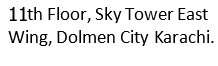 11th Floor, Sky Tower East
Wing, Dolmen City Karachi.